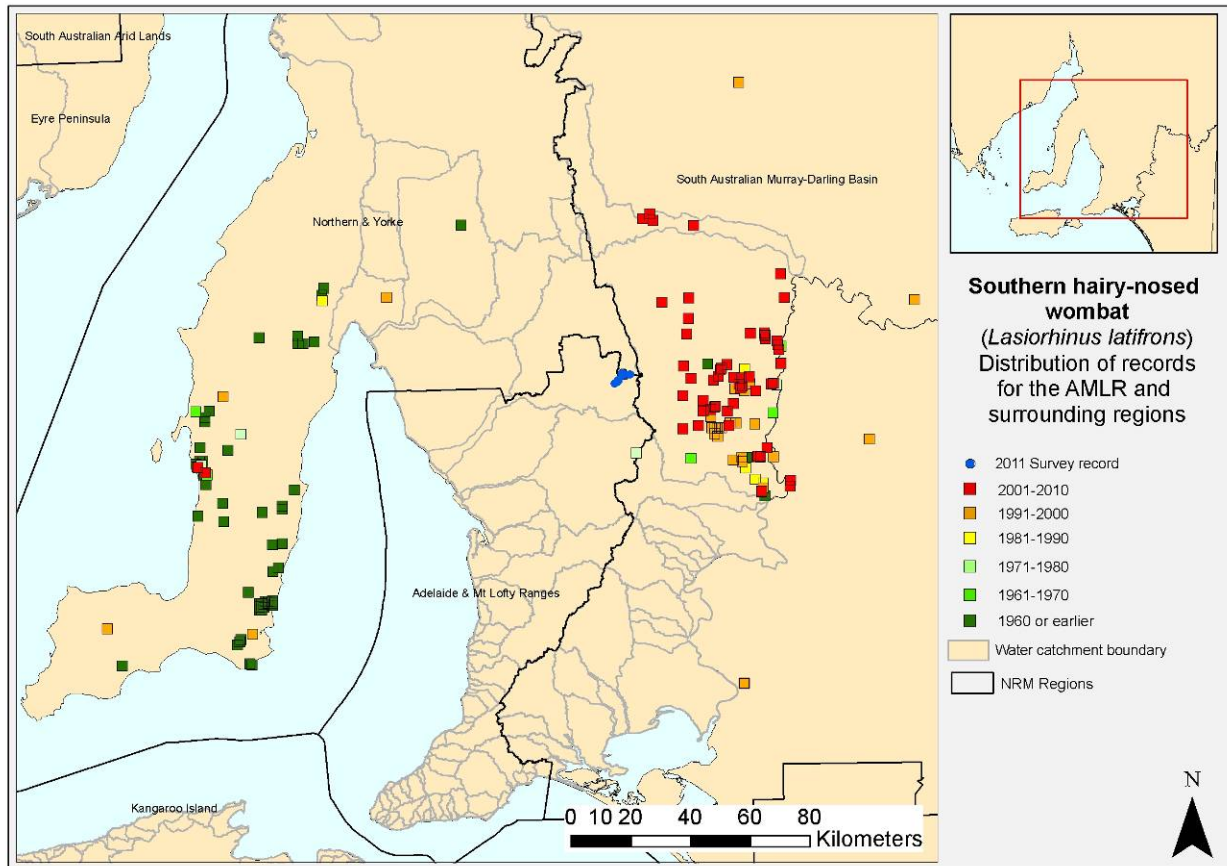 South Australian Arid Lands
Eyre Peninsula
Northern & Yorke
South Australian Murray-Darling Basin
Adelaide & Mt Lofty Ranges
Kangaroo Island
0 10 20 40 60 80
Kilometers
Southern hairy-nosed
wombat
(Lasiorhinus latifrons)
Distribution of records
for the AMLR and
surrounding regions
2011 Survey record
2001-2010
1991-2000
1981-1990
1971-1980
1961-1970
1960 or earlier
Water catchment boundary
NRM Regions
N